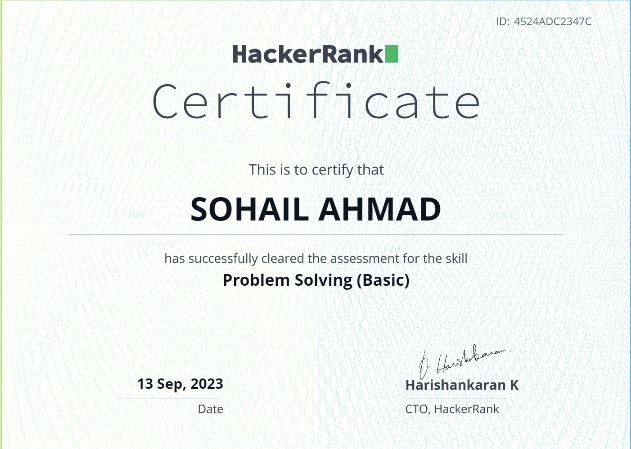 ID: 4524ADC2347C
HackerRank
Certificate
This is to certify that
SOHAIL AHMAD
has successfully cleared the assessment for the skill
Problem Solving (Basic)
H. Harishankaran
13 Sep, 2023
Harishankaran K
Date
CTO, HackerRank